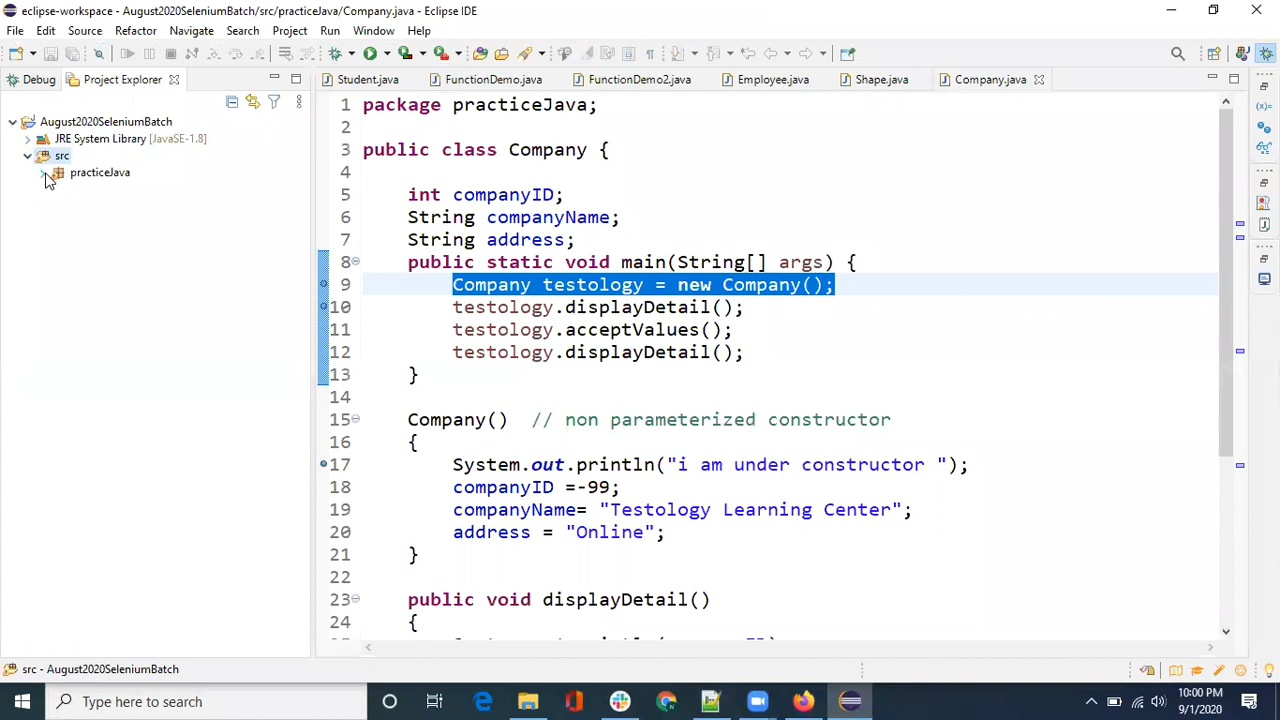 eclipse-workspace - August2020SeleniumBatch/src/practiceJava/Company.java - Eclipse IDE
File Edit Source Refactor Navigate Search Project Run Window Help
Debug Project Explorer Student.java FunctionDemo.java FunctionDemo2.java Employee.java Shape.java Company.java
August2020SeleniumBatch
JRE System Library [JavaSE-1.8]
src
practiceJava
1 package practiceJava;
2
3 public class Company {
4
5 int companyID;
6 String companyName;
7 String address;
8 public static void main(String[] args) {
9 Company testology = new Company();
10 testology.displayDetail();
11 testology.acceptValues();
12 testology.displayDetail();
13 }
14
15 Company() // non parameterized constructor
16 {
17 System.out.println("i am under constructor ");
18 companyID =-99;
19 companyName= "Testology Learning Center";
20 address = "Online";
21 }
22
23 public void displayDetail()
24 {
src - August2020SeleniumBatch
Type here to search
10:00 PM
9/1/2020